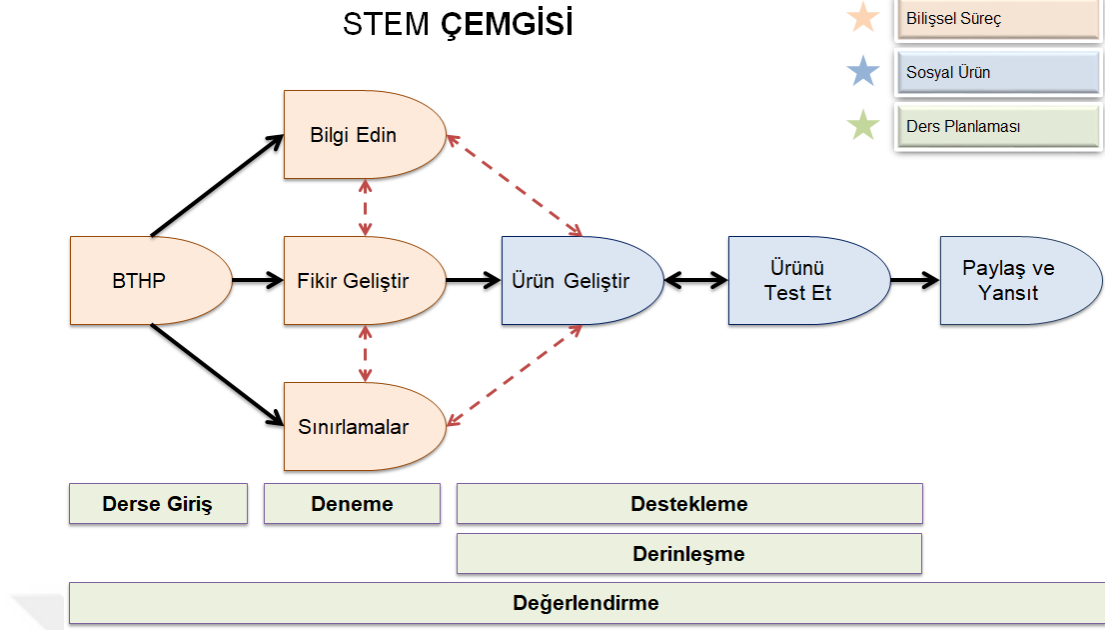 STEM ÇEMGİSİ
Bilişsel Süreç
Sosyal Ürün
Ders Planlaması
Bilgi Edin
BTHP
Fikir Geliştir
Ürün Geliştir
Ürünü
Test Et
Paylaş ve
Yansıt
Sınırlamalar
Derse Giriş
Deneme
Destekleme
Derinleşme
Değerlendirme